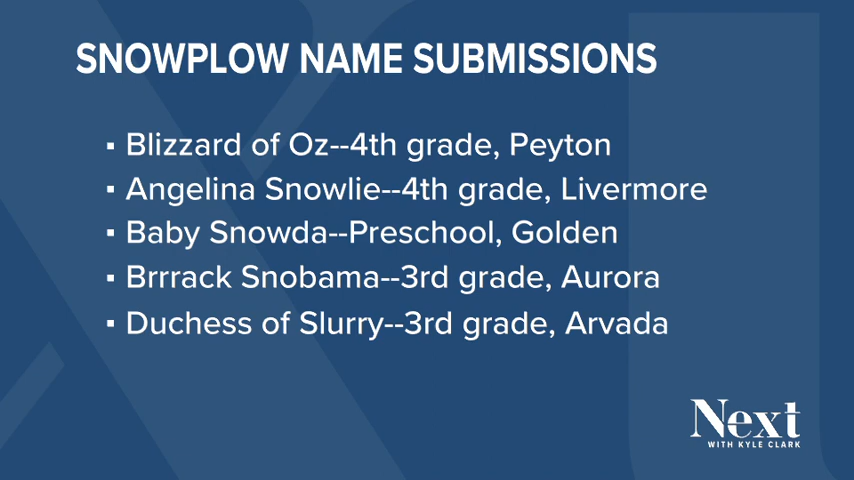 SNOWPLOW NAME SUBMISSIONS
▪ Blizzard of Oz--4th grade, Peyton
▪ Angelina Snowlie--4th grade, Livermore
▪ Baby Snowda--Preschool, Golden
▪ Brrrack Snobama--3rd grade, Aurora
▪ Duchess of Slurry--3rd grade, Arvada
Next
WITH KYLE CLARK